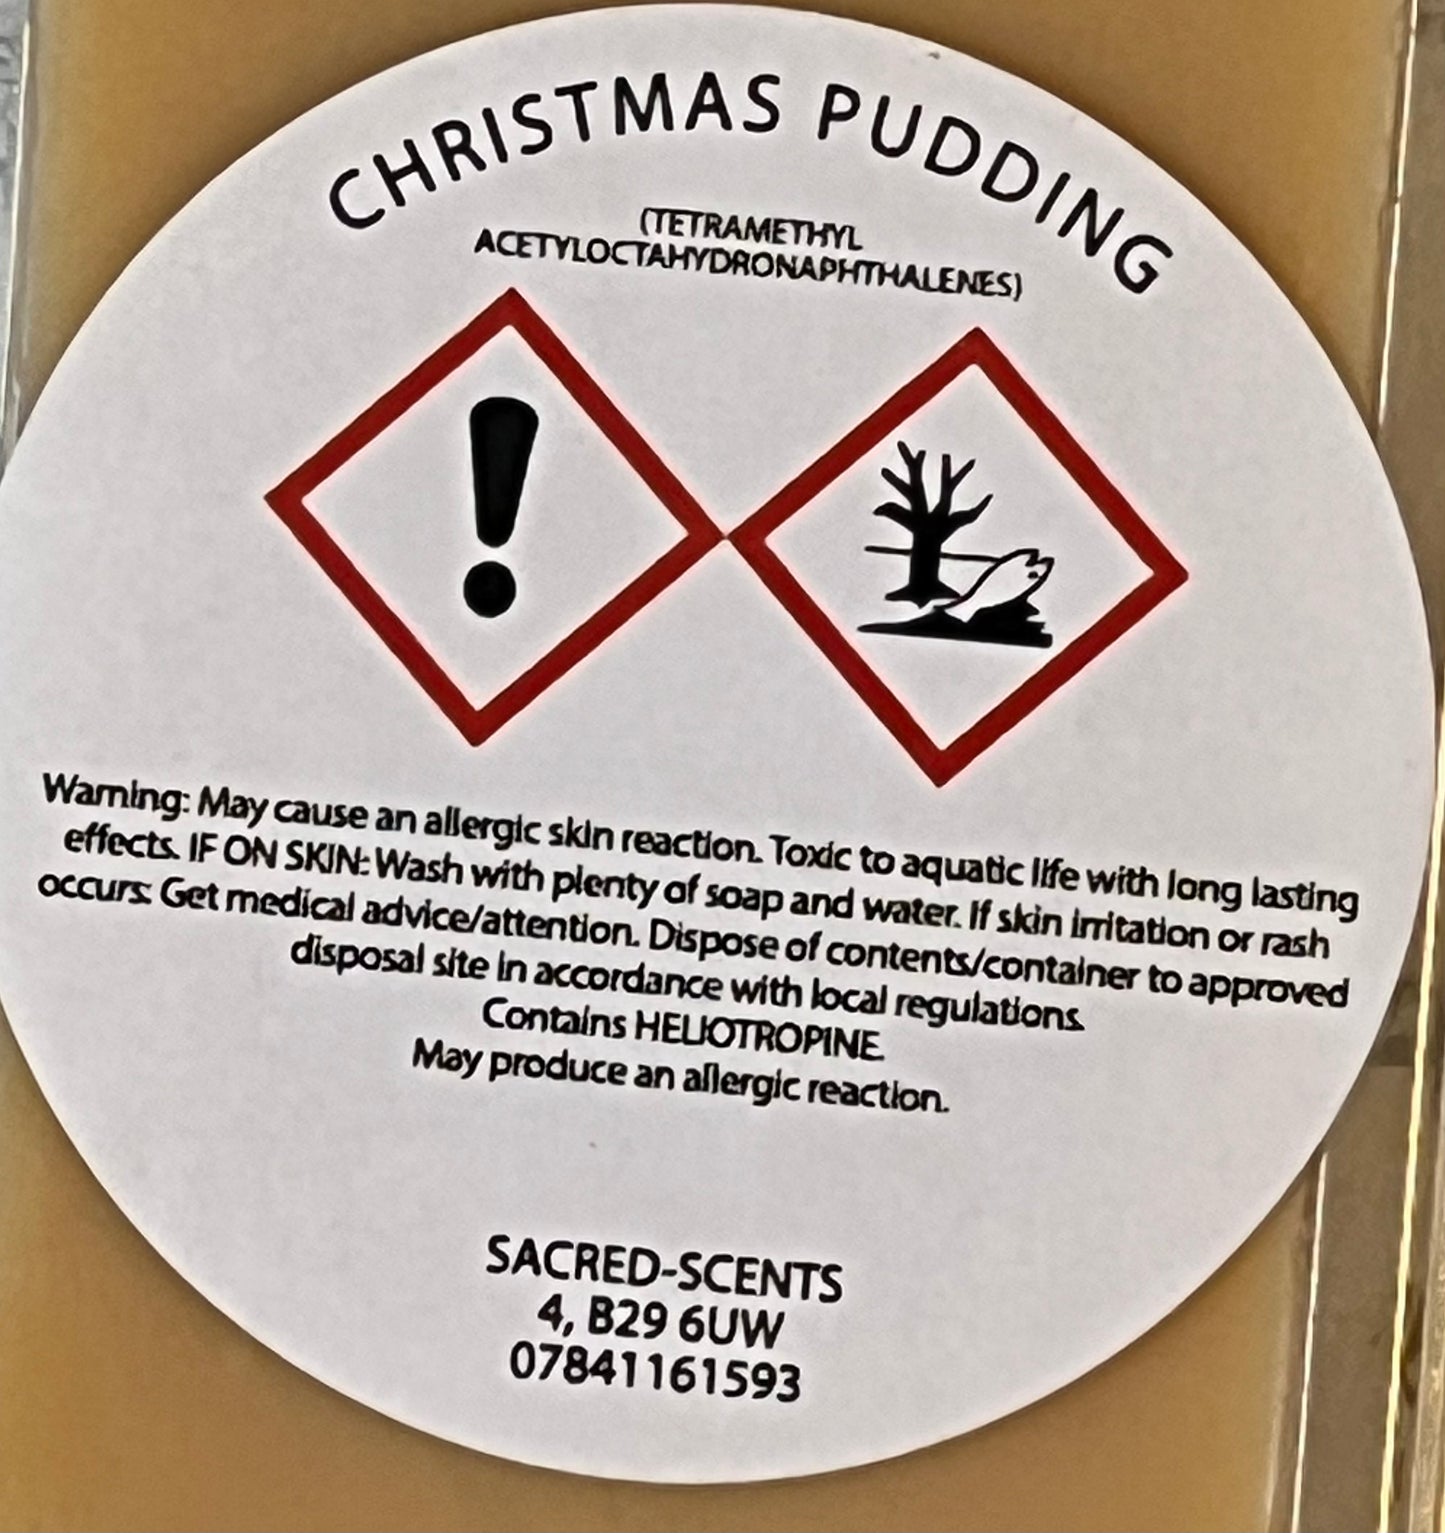 CHRISTMAS PUDDING
(TETRAMETHYL
ACETYLOCTAHYDRONAPHTHALENES)
Warning: May cause an allergic skin reaction. Toxic to aquatic life with long lasting
effects. IF ON SKIN: Wash with plenty of soap and water. If skin irritation or rash
occurs: Get medical advice/attention. Dispose of contents/container to approved
disposal site in accordance with local regulations.
Contains HELIOTROPINE.
May produce an allergic reaction.
SACRED-SCENTS
4, B29 6UW
07841161593